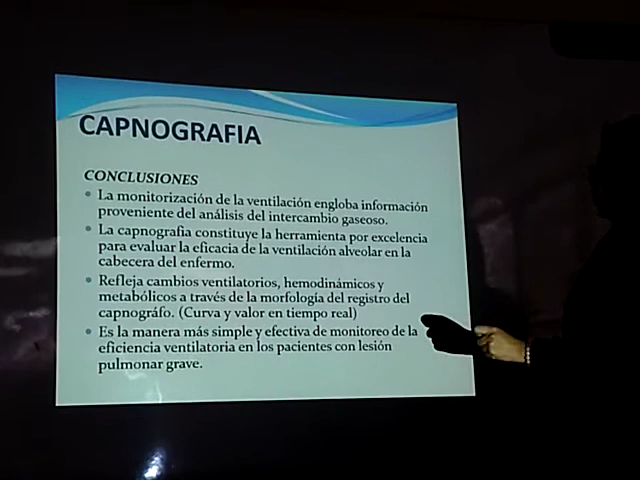 CAPNOGRAFIA
CONCLUSIONES
• La monitorización de la ventilación engloba información
proveniente del análisis del intercambio gaseoso.
• La capnografia constituye la herramienta por excelencia
para evaluar la eficacia de la ventilación alveolar en la
cabecera del enfermo.
• Refleja cambios ventilatorios, hemodinámicos y
metabólicos a través de la morfología del registro del
capnográfo. (Curva y valor en tiempo real)
• Es la manera más simple y efectiva de monitoreo de la
eficiencia ventilatoria en los pacientes con lesión
pulmonar grave.